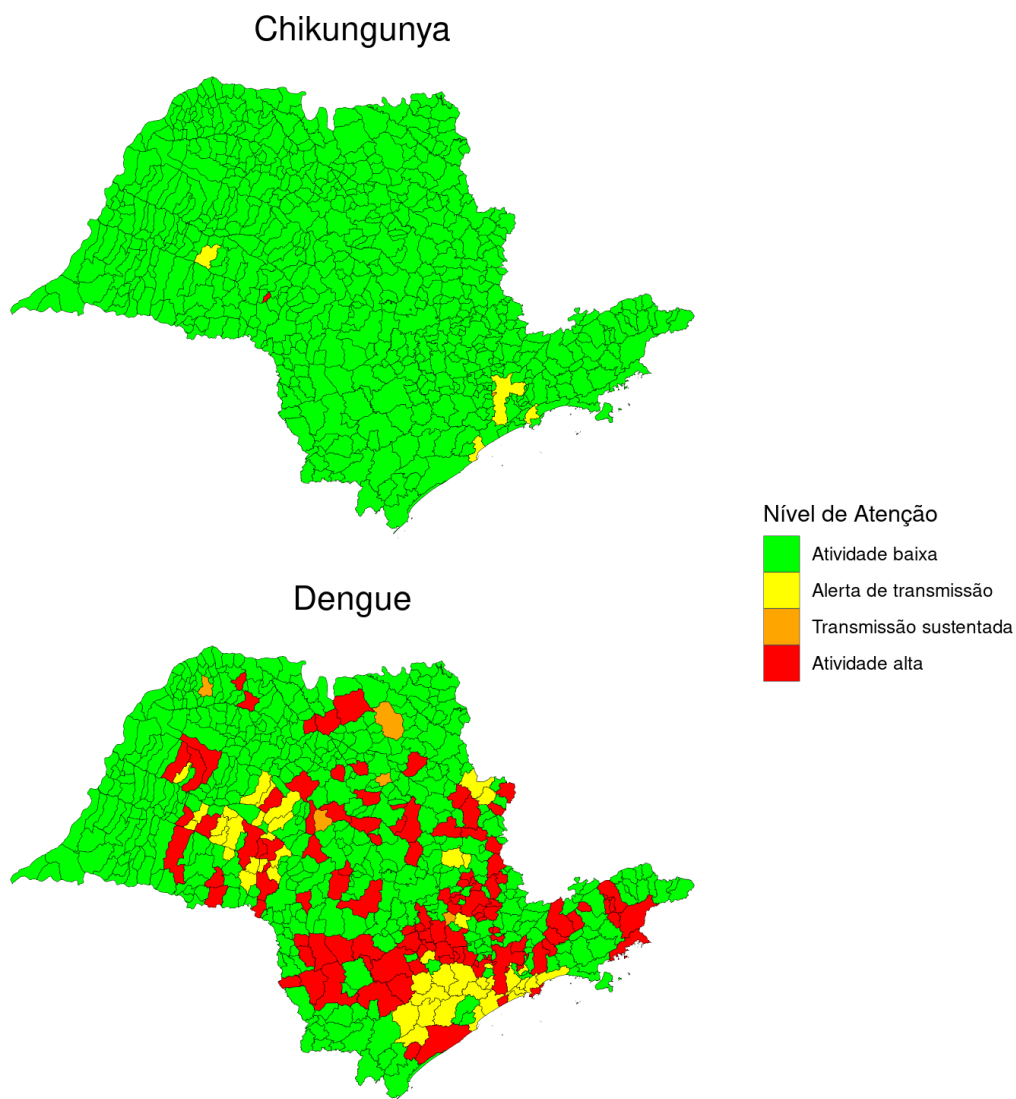 Chikungunya
Nível de Atenção
Atividade baixa
Alerta de transmissão
Transmissão sustentada
Atividade alta
Dengue